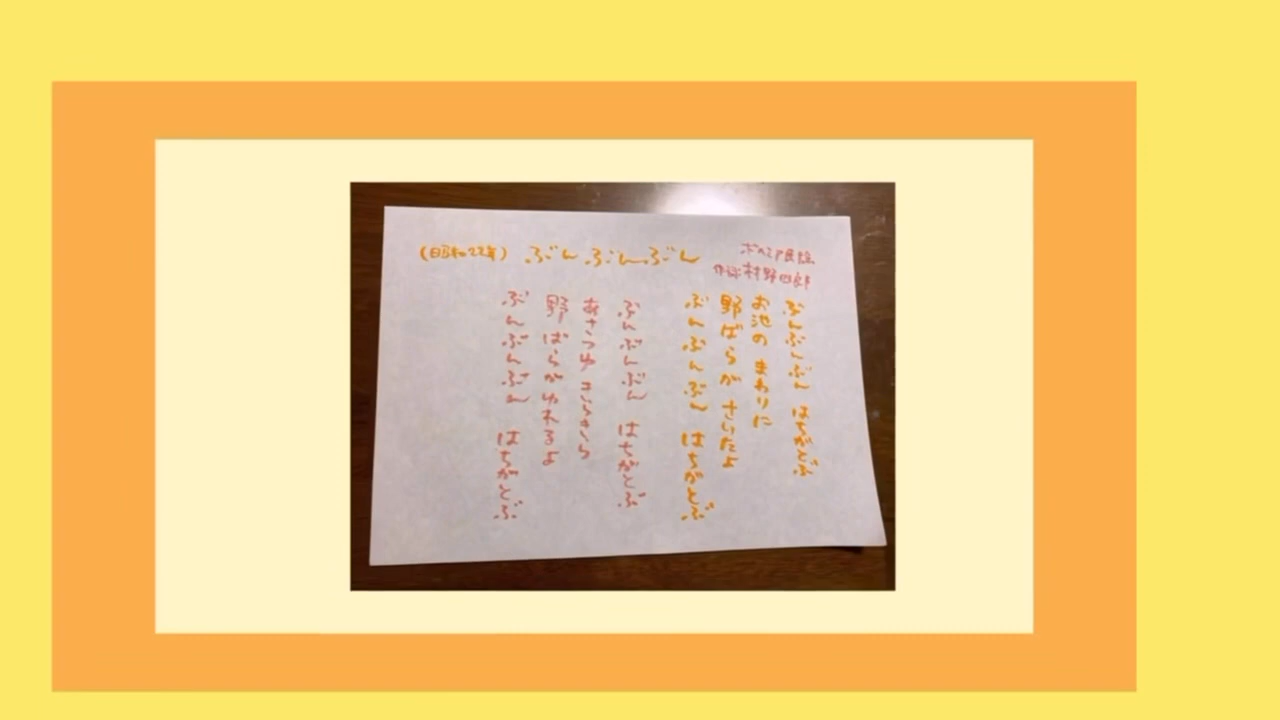 (昭和22年) ぶんぶんぶん
ボヘミア民謡
作詞 村野四郎
ぶんぶんぶん はちがとぶ
お池の まわりに
野ばらが さいたよ
ぶんぶんぶん はちがとぶ
ぶんぶんぶん はちがとぶ
あさつゆ きらきら
野ばらがゆれるよ
ぶんぶんぶん はちがとぶ